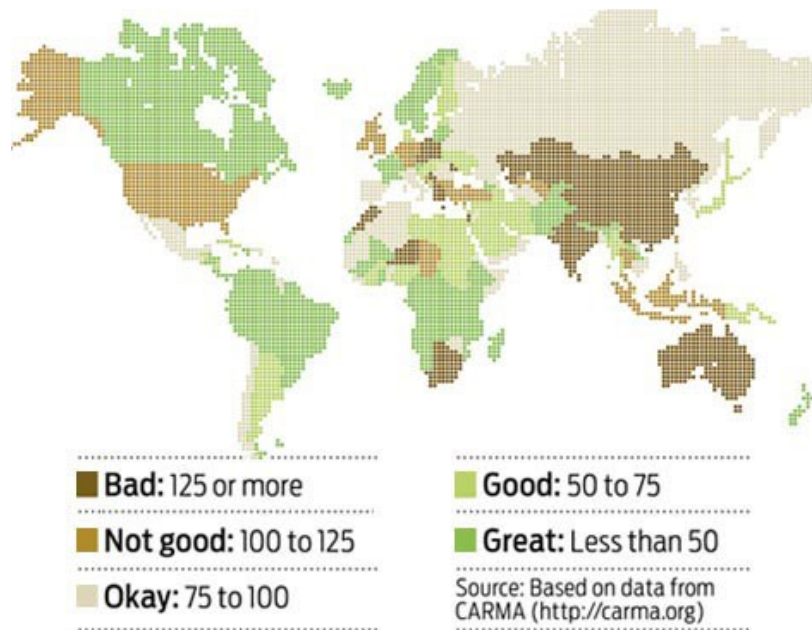 Bad: 125 or more
Not good: 100 to 125
Okay: 75 to 100
Good: 50 to 75
Great: Less than 50
Source: Based on data from
CARMA (http://carma.org)